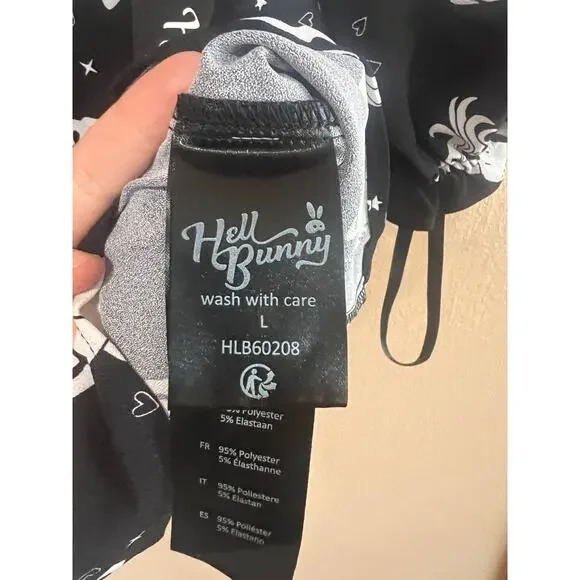 Hell
Bunny
wash with care
L
HLB60208
Polyester
5% Elastaan
FR 95% Polyester
5% Élasthanne
IT 95% Poliestere
5% Elastan
ES 95% Poliéster
5% Elastano